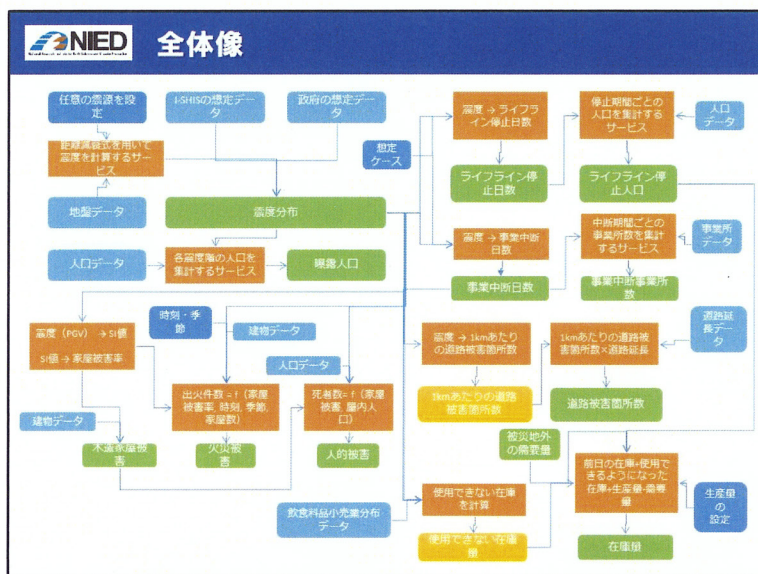 NIED
全体像
任意の震源を設
定
J-SHISの想定デー
タ
政府の想定デー
タ
距離減衰式を用いて
震度を計算するサー
ビス
地盤データ
震度分布
人口データ
各震度階の人口を
集計するサービス
曝露人口
想定
ケース
震度 → ライフラ
イン停止日数
停止期間ごとの
人口を集計する
サービス
人口デ
ータ
ライフライン停
止日数
ライフライン停
止人口
震度 → 事業中断
日数
中断期間ごとの
事業所数を集計
するサービス
事業所
データ
事業中断日数
事業中断事業所
数
震度（PGV） → SI値
SI値 → 家屋被害率
時刻・季
節
建物データ
人口データ
出火件数 = f（家屋
被害率, 時刻, 季節,
家屋数）
死者数= f（家屋
被害, 屋内人
口）
建物データ
木造家屋被
害
火災被
害
人的被害
震度 → 1kmあたり
の道路被害箇所数
1kmあたりの道路被
害箇所数×道路延長
道路延
長デー
タ
1kmあたりの道路
被害箇所数
道路被害箇所数
被災地外
の需要量
飲食料品小売業分布
データ
使用できない在庫
を計算
使用できない在庫
量
前日の在庫+使用で
きるようになった
在庫+生産量-需要
量
生産量
の設定
在庫量